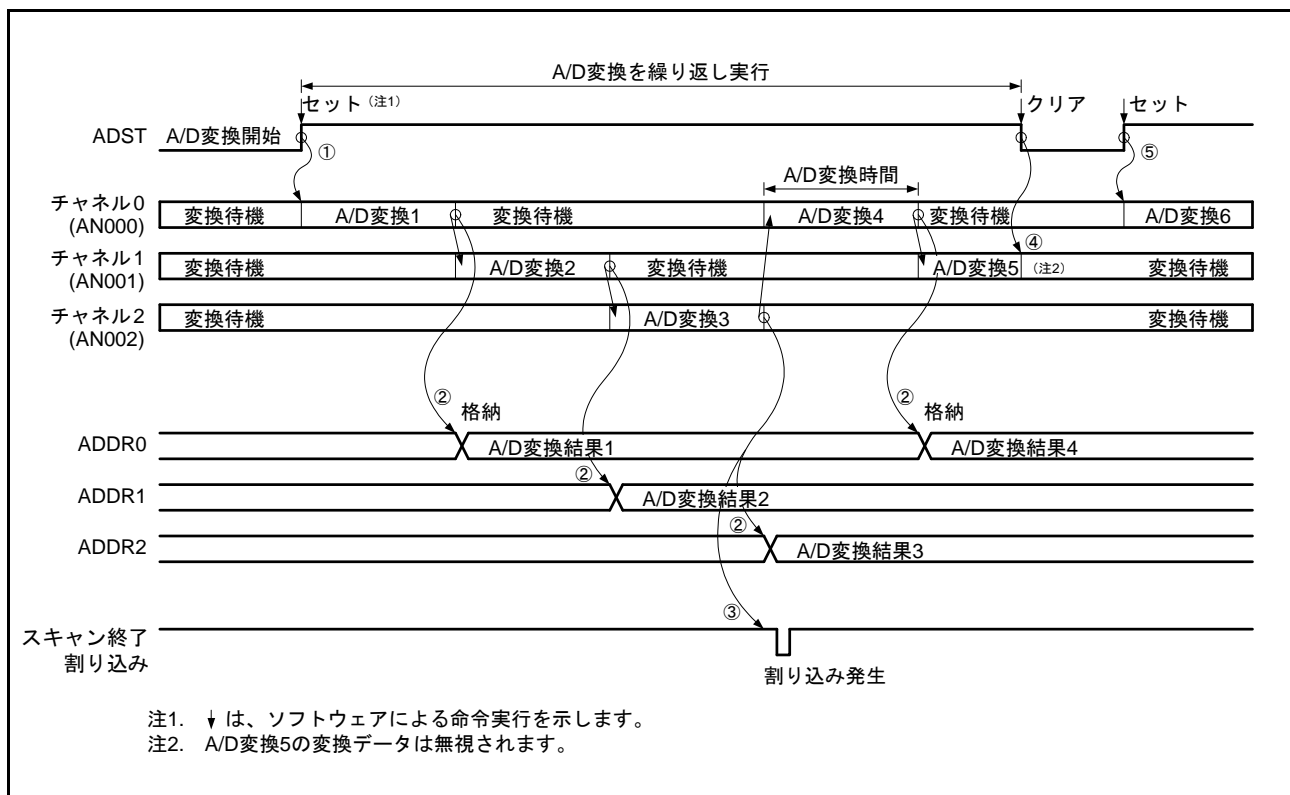 A/D変換を繰り返し実行
セット(注1)
クリア
セット
ADST
A/D変換開始
①
⑤
A/D変換時間
チャネル0
(AN000)
変換待機
A/D変換1
変換待機
A/D変換4
変換待機
A/D変換6
④
チャネル1
(AN001)
変換待機
A/D変換2
変換待機
A/D変換5
(注2)
変換待機
チャネル2
(AN002)
変換待機
A/D変換3
変換待機
②
格納
②
格納
ADDR0
A/D変換結果1
A/D変換結果4
②
ADDR1
A/D変換結果2
②
ADDR2
A/D変換結果3
③
スキャン終了
割り込み
割り込み発生
注1. ↓は、ソフトウェアによる命令実行を示します。
注2. A/D変換5の変換データは無視されます。